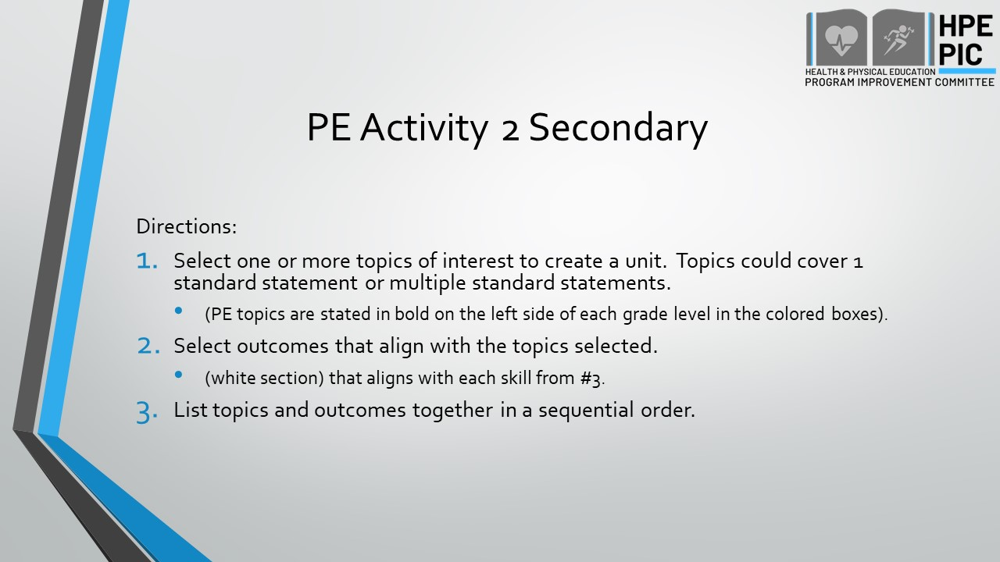 HPE
PIC
HEALTH & PHYSICAL EDUCATION
PROGRAM IMPROVEMENT COMMITTEE
PE Activity 2 Secondary
Directions:
1. Select one or more topics of interest to create a unit.  Topics could cover 1
standard statement or multiple standard statements.
• (PE topics are stated in bold on the left side of each grade level in the colored boxes).
2. Select outcomes that align with the topics selected.
• (white section) that aligns with each skill from #3.
3. List topics and outcomes together in a sequential order.